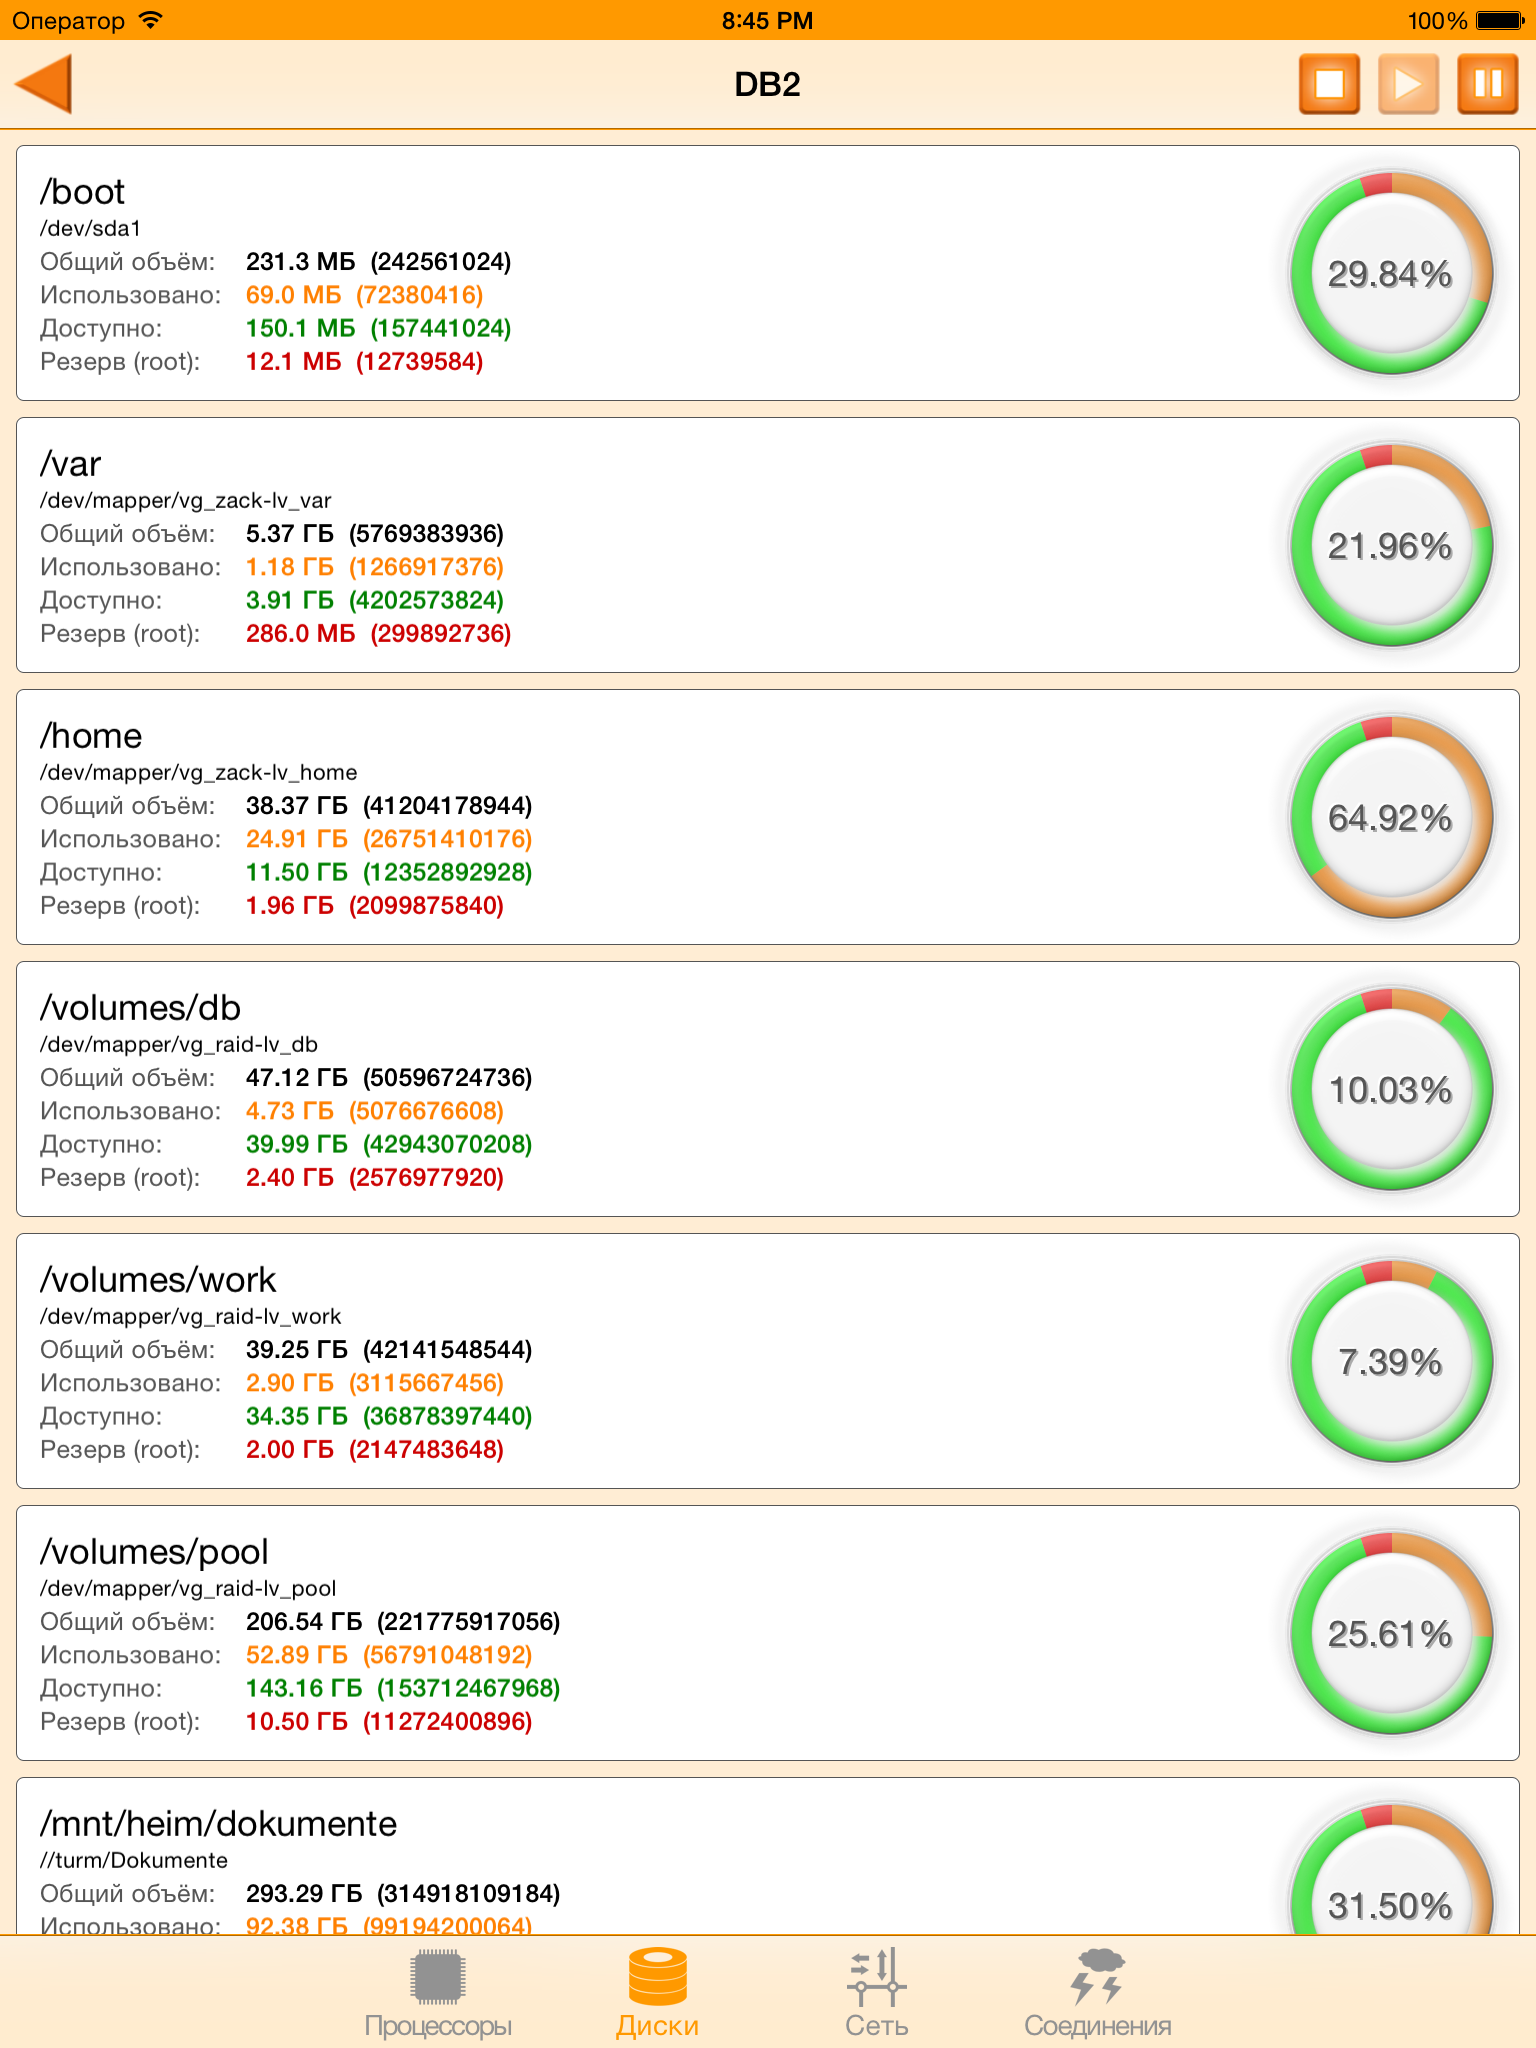 Оператор 8:45 PM 100%
DB2
/boot
/dev/sda1
Общий объём: 231.3 МБ (242561024)
Использовано: 69.0 МБ (72380416)
Доступно: 150.1 МБ (157441024)
Резерв (root): 12.1 МБ (12739584)
29.84%
/var
/dev/mapper/vg_zack-lv_var
Общий объём: 5.37 ГБ (5769383936)
Использовано: 1.18 ГБ (1266917376)
Доступно: 3.91 ГБ (4202573824)
Резерв (root): 286.0 МБ (299892736)
21.96%
/home
/dev/mapper/vg_zack-lv_home
Общий объём: 38.37 ГБ (41204178944)
Использовано: 24.91 ГБ (26751410176)
Доступно: 11.50 ГБ (12352892928)
Резерв (root): 1.96 ГБ (2099875840)
64.92%
/volumes/db
/dev/mapper/vg_raid-lv_db
Общий объём: 47.12 ГБ (50596724736)
Использовано: 4.73 ГБ (5076676608)
Доступно: 39.99 ГБ (42943070208)
Резерв (root): 2.40 ГБ (2576977920)
10.03%
/volumes/work
/dev/mapper/vg_raid-lv_work
Общий объём: 39.25 ГБ (42141548544)
Использовано: 2.90 ГБ (3115667456)
Доступно: 34.35 ГБ (36878397440)
Резерв (root): 2.00 ГБ (2147483648)
7.39%
/volumes/pool
/dev/mapper/vg_raid-lv_pool
Общий объём: 206.54 ГБ (221775917056)
Использовано: 52.89 ГБ (56791048192)
Доступно: 143.16 ГБ (153712467968)
Резерв (root): 10.50 ГБ (11272400896)
25.61%
/mnt/heim/dokumente
//turm/Dokumente
Общий объём: 293.29 ГБ (314918109184)
Использовано: 92.38 ГБ (99194200064)
31.50%
Процессоры Диски Сеть Соединения